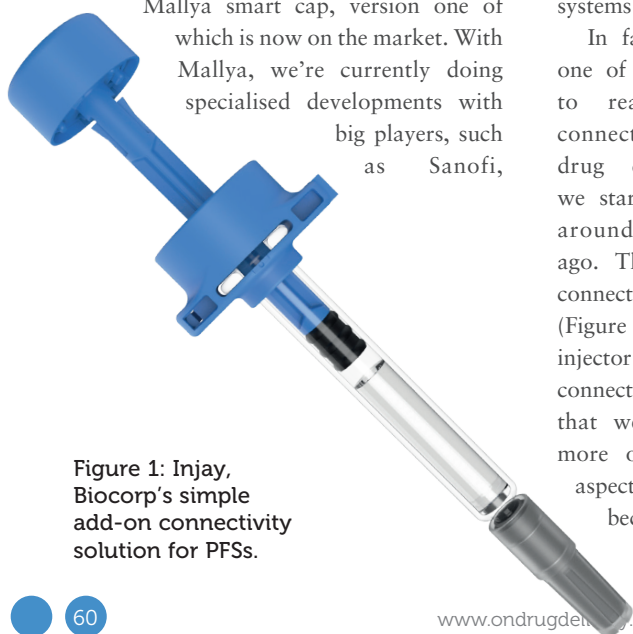 Mallya smart cap, version one of
which is now on the market. With
Mallya, we're currently doing
specialised developments with
big players, such
as Sanofi,
systems
In fa
one of
to rea
connect
drug
we star
around
ago. Th
connect
(Figure
injector
connect
that we
more o
aspect
bec
Figure 1: Injay,
Biocorp's simple
add-on connectivity
solution for PFSs.
60
www.ondrugdelivery.